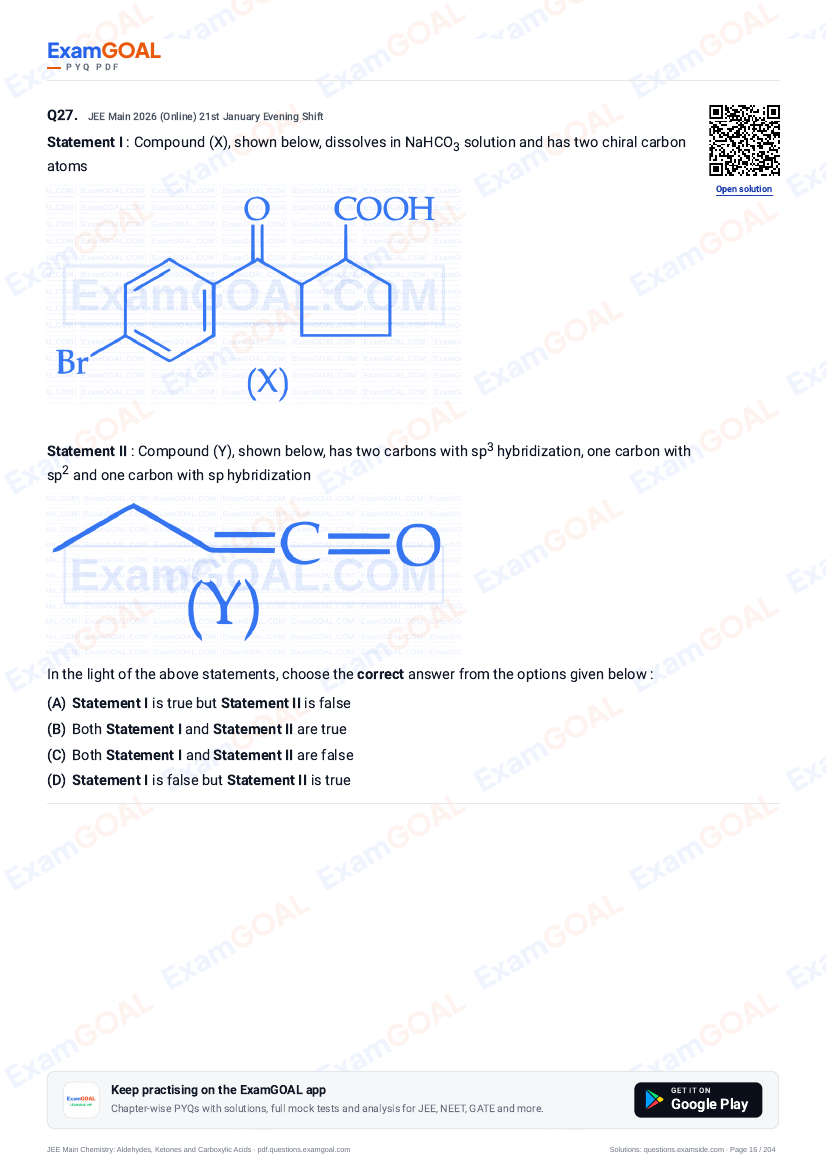 ExamGOAL
PYQ PDF
Q27. JEE Main 2026 (Online) 21st January Evening Shift
Statement I : Compound (X), shown below, dissolves in NaHCO3 solution and has two chiral carbon
atoms
Open solution
O
COOH
Br
(X)
ExamGOAL.COM
Statement II : Compound (Y), shown below, has two carbons with sp3 hybridization, one carbon with
sp2 and one carbon with sp hybridization
C
O
(Y)
ExamGOAL.COM
In the light of the above statements, choose the correct answer from the options given below :
(A) Statement I is true but Statement II is false
(B) Both Statement I and Statement II are true
(C) Both Statement I and Statement II are false
(D) Statement I is false but Statement II is true
Keep practising on the ExamGOAL app
Chapter-wise PYQs with solutions, full mock tests and analysis for JEE, NEET, GATE and more.
GET IT ON
Google Play
JEE Main Chemistry: Aldehydes, Ketones and Carboxylic Acids · pdf.questions.examgoal.com
Solutions: questions.examside.com · Page 16 / 204